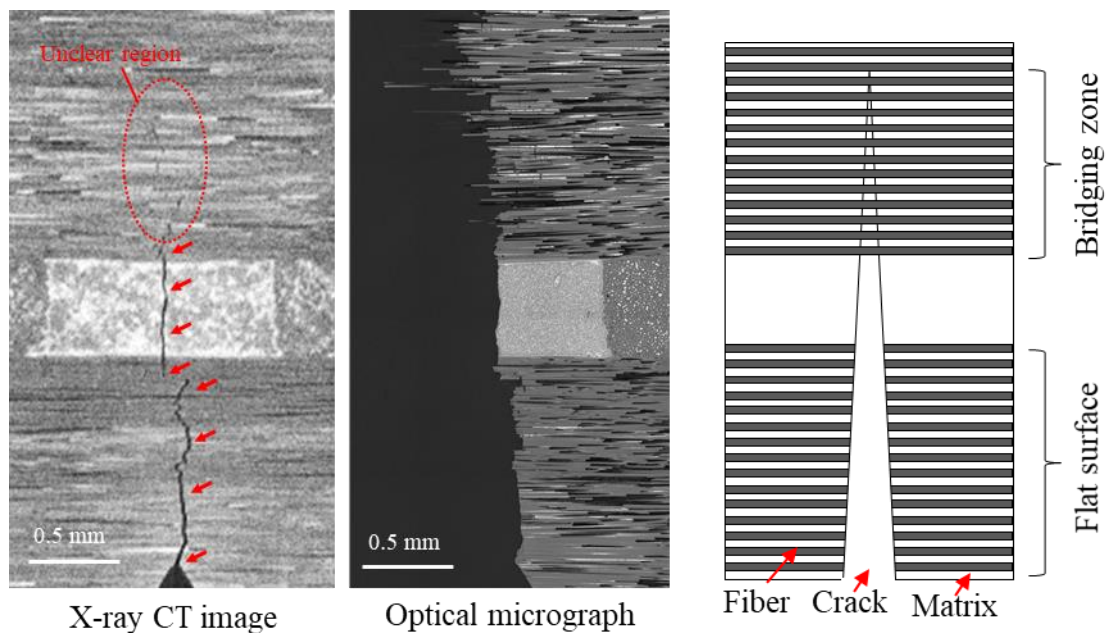 Unclear region
0.5 mm
X-ray CT image
0.5 mm
Optical micrograph
Bridging zone
Flat surface
Fiber
Crack
Matrix